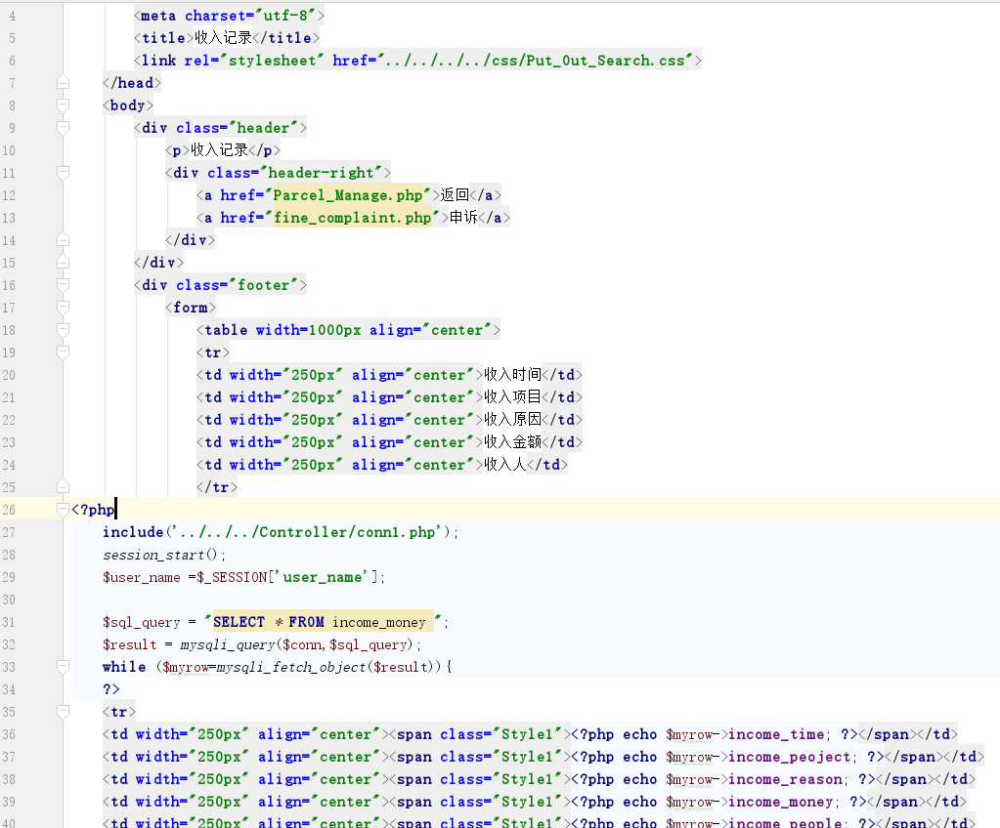 4 <meta charset="utf-8">
5 <title>收入记录</title>
6 <link rel="stylesheet" href="../../../../css/Put_Out_Search.css">
7 </head>
8 <body>
9 <div class="header">
10 <p>收入记录</p>
11 <div class="header-right">
12 <a href="Parcel_Manage.php">返回</a>
13 <a href="fine_complaint.php">申诉</a>
14 </div>
15 </div>
16 <div class="footer">
17 <form>
18 <table width=1000px align="center">
19 <tr>
20 <td width="250px" align="center">收入时间</td>
21 <td width="250px" align="center">收入项目</td>
22 <td width="250px" align="center">收入原因</td>
23 <td width="250px" align="center">收入金额</td>
24 <td width="250px" align="center">收入人</td>
25 </tr>
26 <?php
27 include('../../../Controller/conn1.php');
28 session_start();
29 $user_name =$_SESSION['user_name'];
30
31 $sql_query = "SELECT * FROM income_money ";
32 $result = mysqli_query($conn,$sql_query);
33 while ($myrow=mysqli_fetch_object($result)){
34 ?>
35 <tr>
36 <td width="250px" align="center"><span class="Style1"><?php echo $myrow->income_time; ?></span></td>
37 <td width="250px" align="center"><span class="Style1"><?php echo $myrow->income_peoject; ?></span></td>
38 <td width="250px" align="center"><span class="Style1"><?php echo $myrow->income_reason; ?></span></td>
39 <td width="250px" align="center"><span class="Style1"><?php echo $myrow->income_money; ?></span></td>
40 <td width="250px" align="center"><span class="Style1"><?php echo $myrow->income_people; ?></span></td>